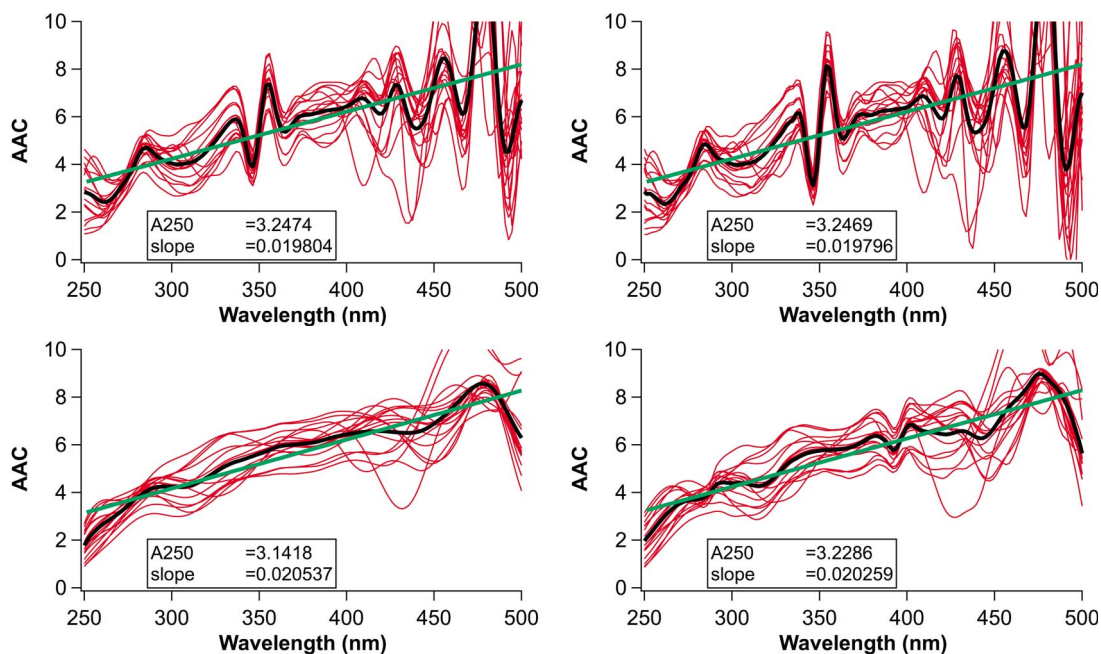 AAC
10
8
6
4
2
0
A250 =3.2474
slope =0.019804
250 300 350 400 450 500
Wavelength (nm)
AAC
10
8
6
4
2
0
A250 =3.2469
slope =0.019796
250 300 350 400 450 500
Wavelength (nm)
AAC
10
8
6
4
2
0
A250 =3.1418
slope =0.020537
250 300 350 400 450 500
Wavelength (nm)
AAC
10
8
6
4
2
0
A250 =3.2286
slope =0.020259
250 300 350 400 450 500
Wavelength (nm)